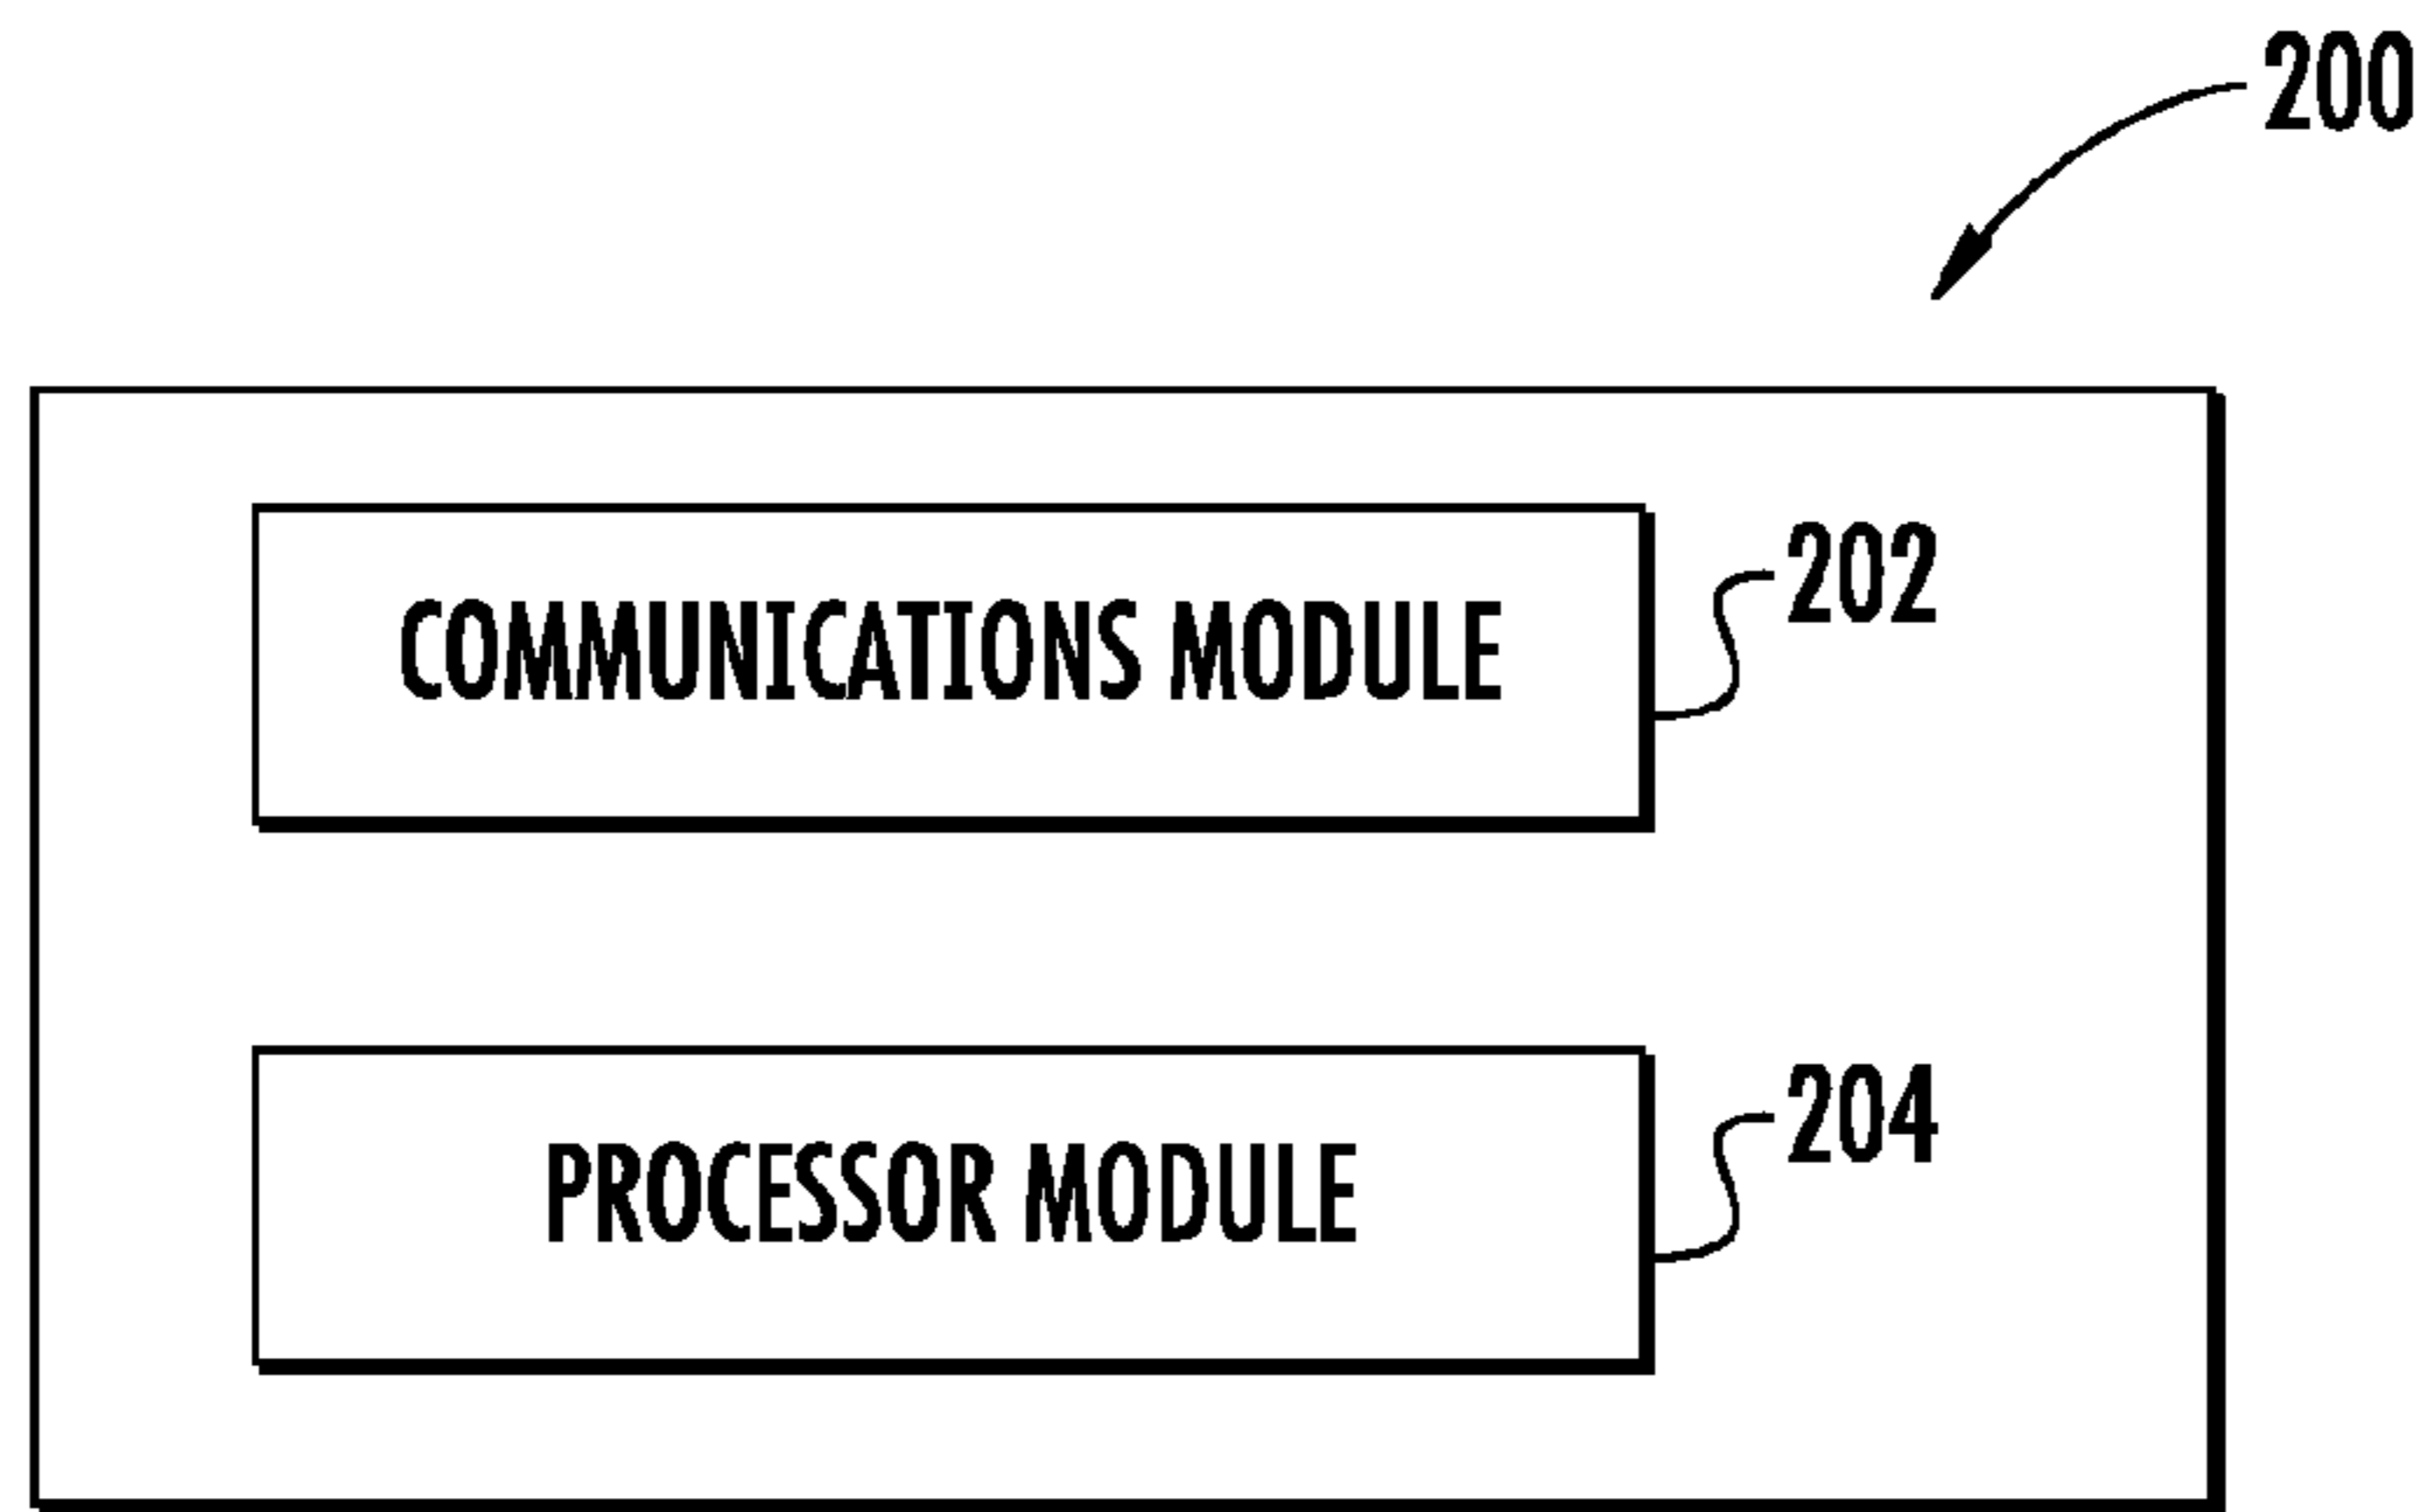 200
COMMUNICATIONS MODULE
202
PROCESSOR MODULE
204